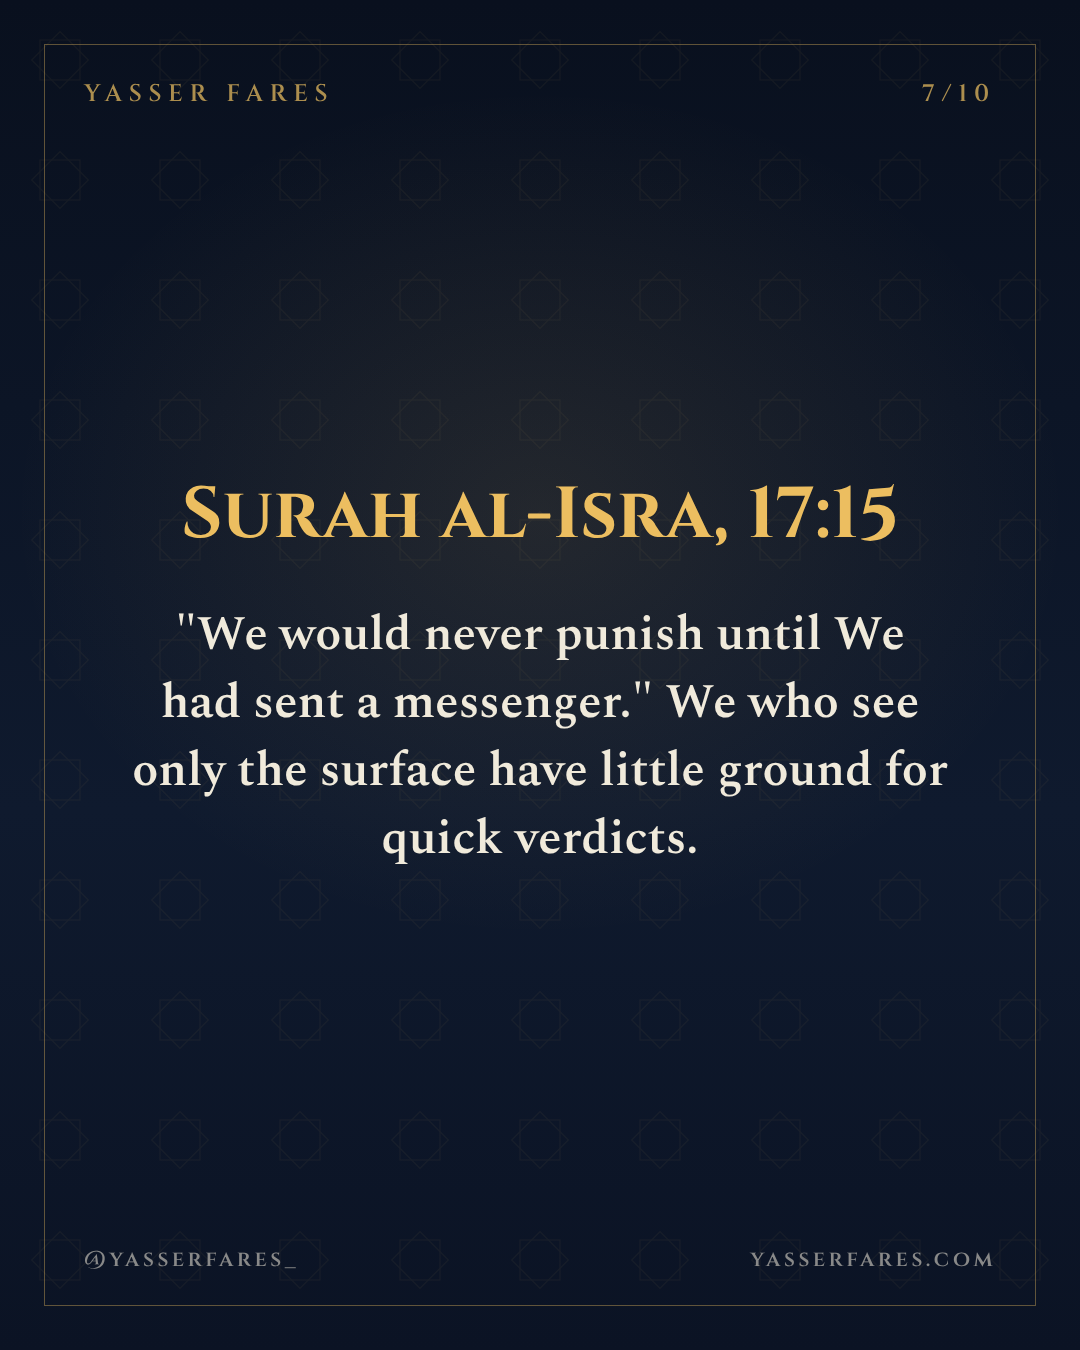 YASSER FARES
7/10
Surah al-Isra, 17:15
"We would never punish until We
had sent a messenger." We who see
only the surface have little ground for
quick verdicts.
@YASSERFARES_
YASSERFARES.COM